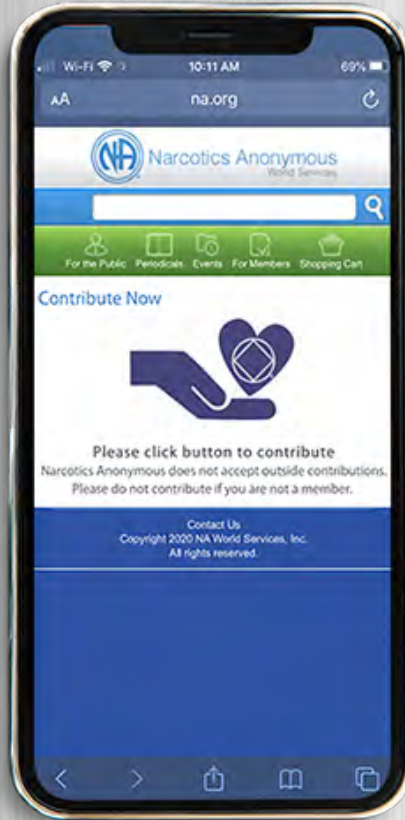 Wi-Fi 10:11 AM 69%
AA na.org
NA Narcotics Anonymous
World Services
For the Public Periodicals Events For Members Shopping Cart
Contribute Now
Please click button to contribute
Narcotics Anonymous does not accept outside contributions.
Please do not contribute if you are not a member.
Contact Us
Copyright 2020 NA World Services, Inc.
All rights reserved.